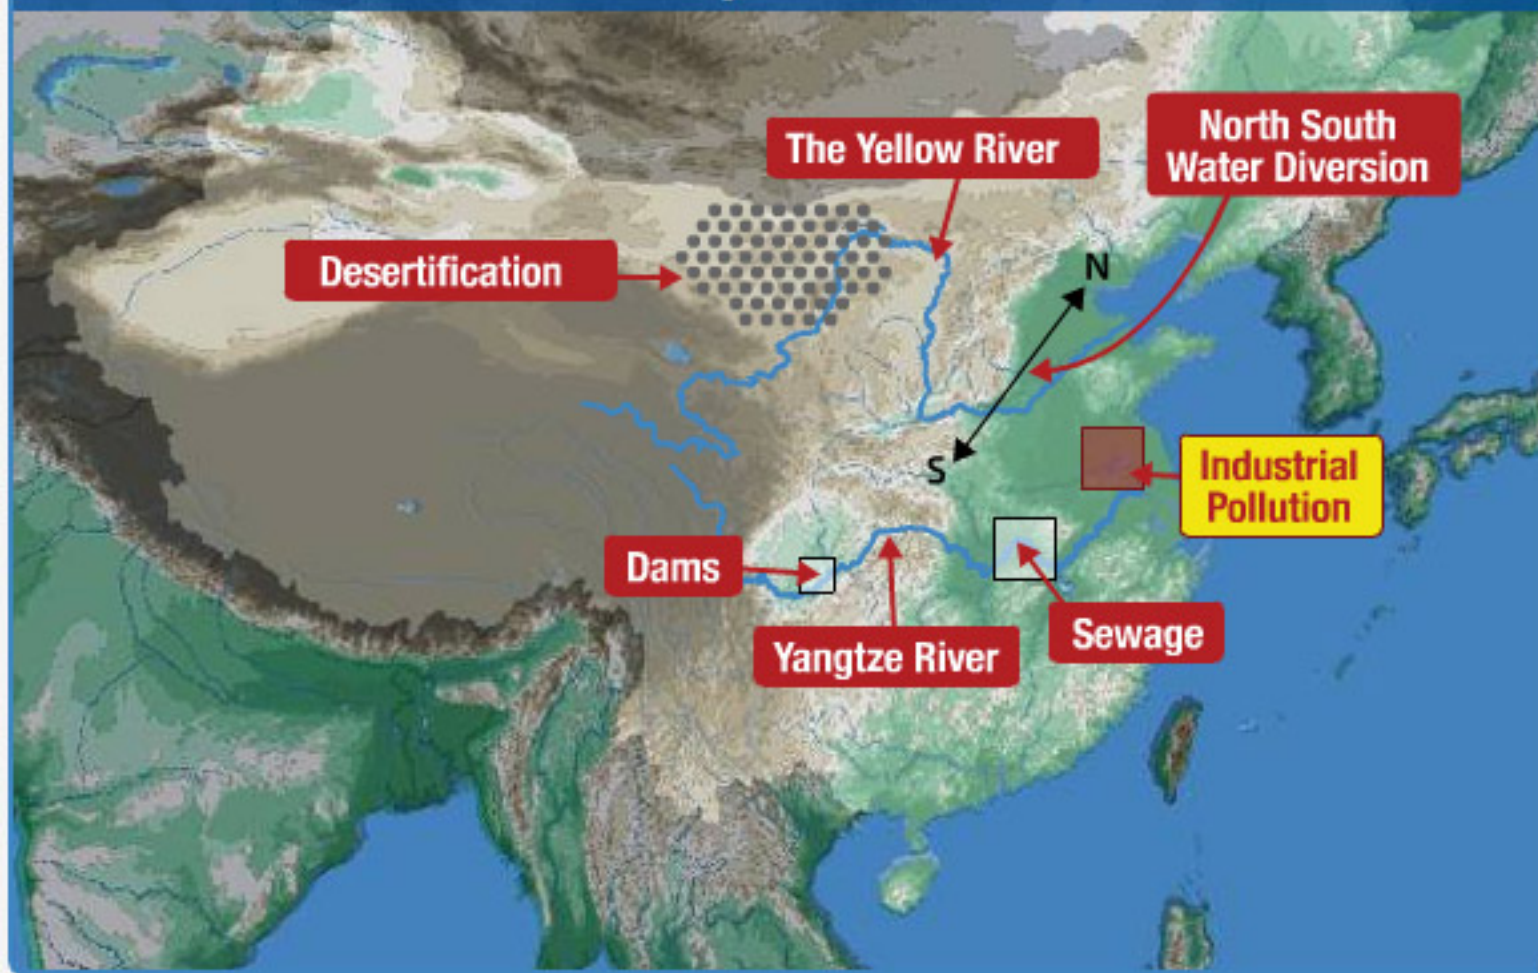 The Yellow River
North South
Water Diversion
Desertification
N
S
Industrial
Pollution
Dams
Sewage
Yangtze River